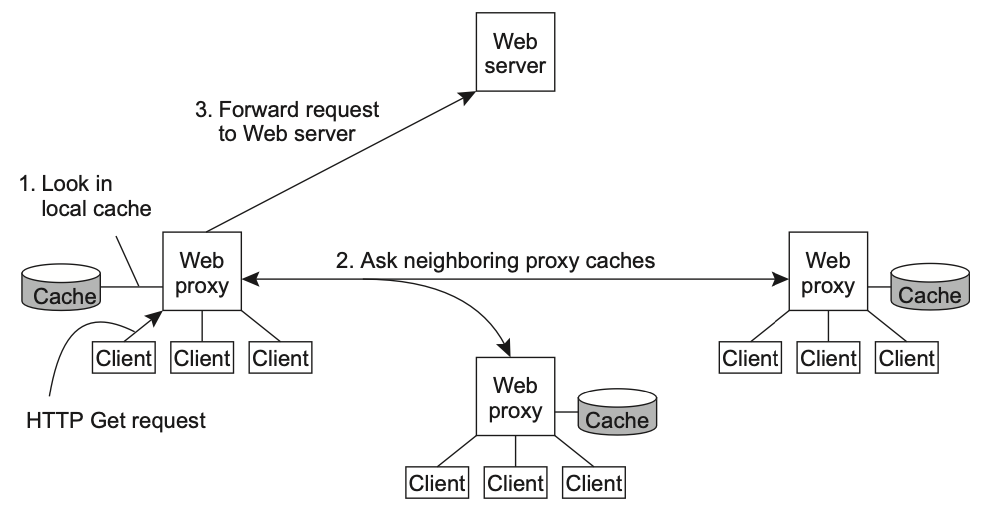 Web
server
3. Forward request
to Web server
1. Look in
local cache
Web
proxy
2. Ask neighboring proxy caches
Web
proxy
Cache
Cache
Client
Client
Client
Client
Client
Client
HTTP Get request
Web
proxy
Cache
Client
Client
Client